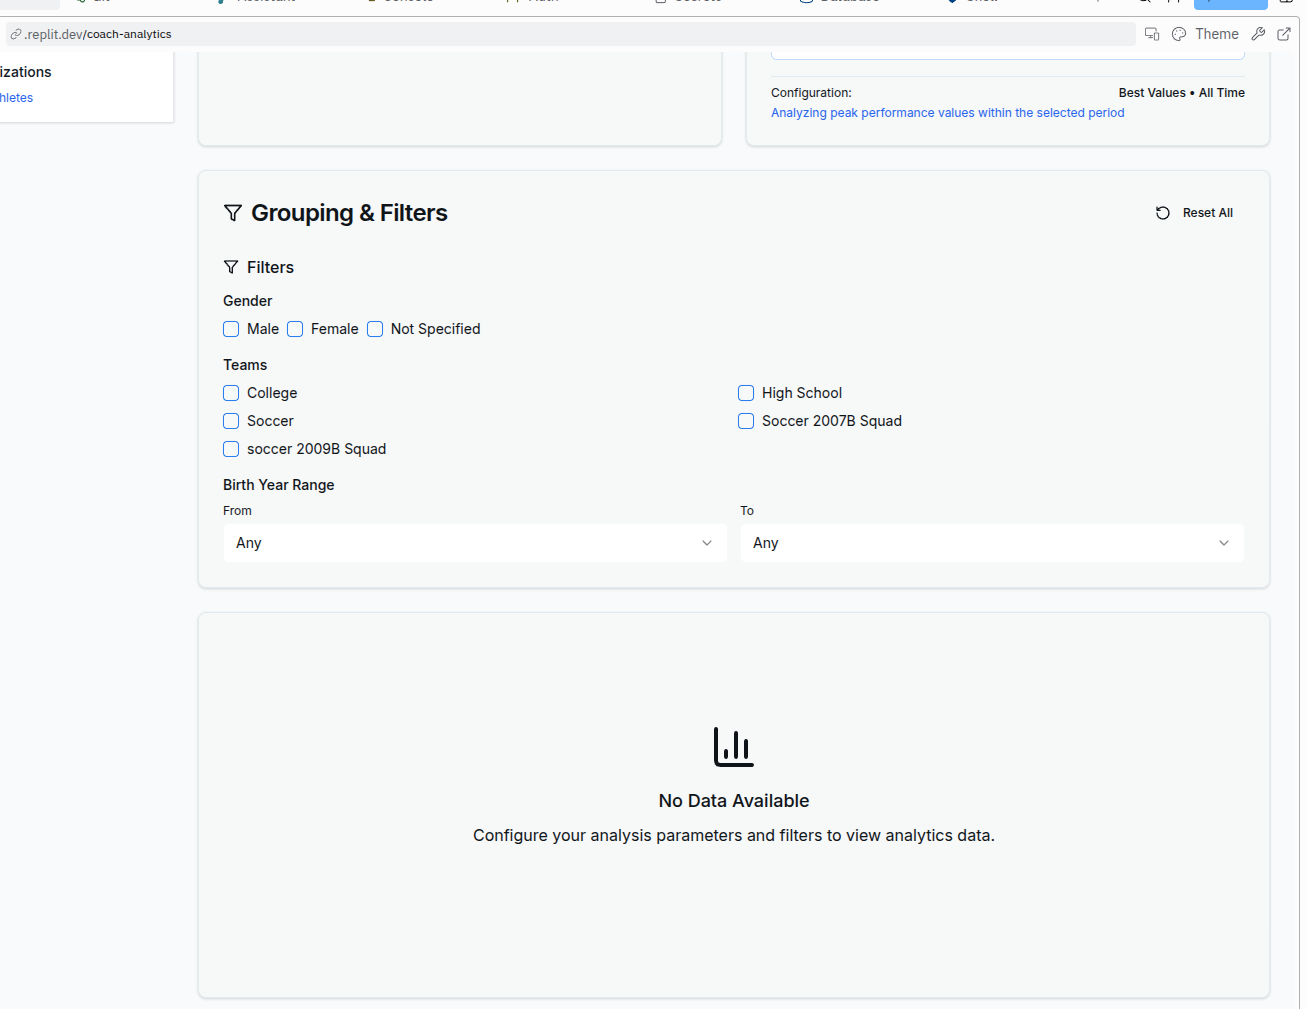 .replit.dev/coach-analytics
Theme
izations
hletes
Configuration:
Best Values • All Time
Analyzing peak performance values within the selected period
Grouping & Filters
Reset All
Filters
Gender
Male Female Not Specified
Teams
College High School
Soccer Soccer 2007B Squad
soccer 2009B Squad
Birth Year Range
From To
Any Any
No Data Available
Configure your analysis parameters and filters to view analytics data.